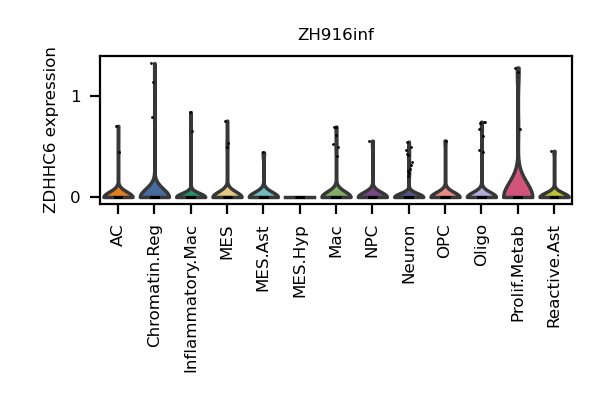 ZH916inf
ZDHHC6 expression
1
0
AC
Chromatin.Reg
Inflammatory.Mac
MES
MES.Ast
MES.Hyp
Mac
NPC
Neuron
OPC
Oligo
Prolif.Metab
Reactive.Ast